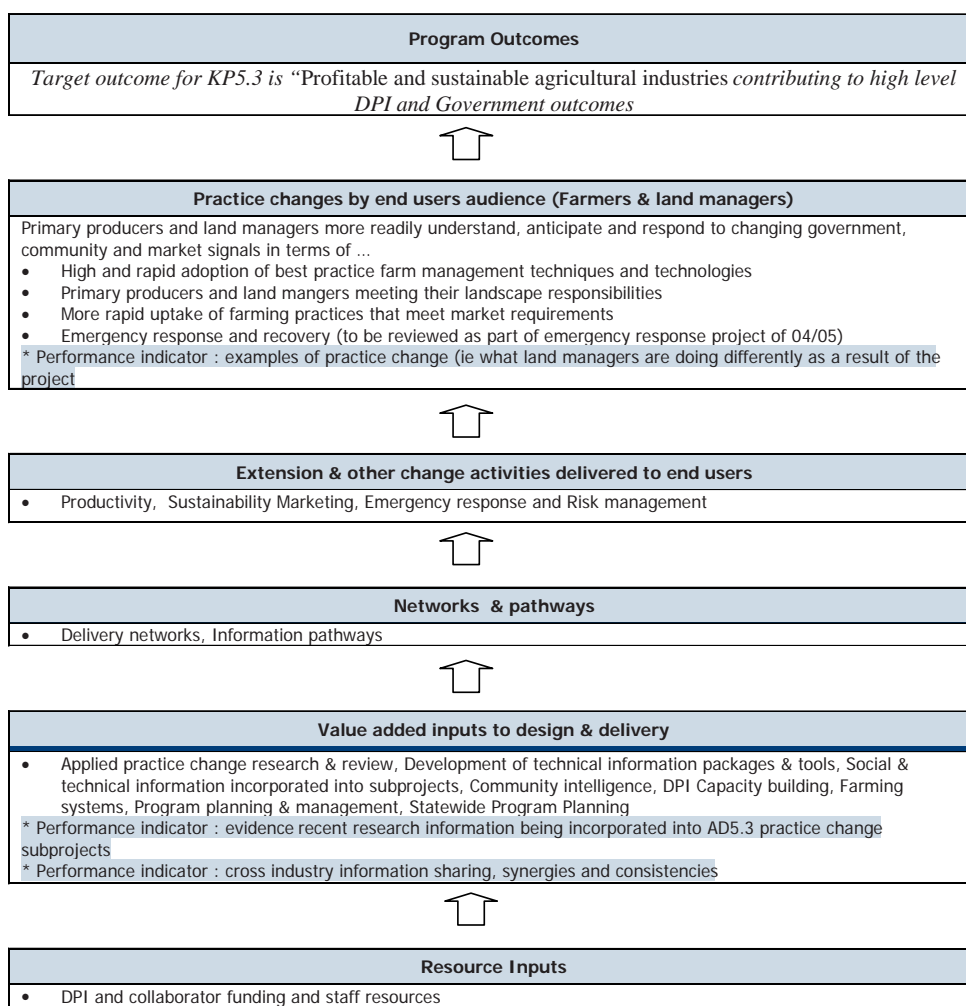 Program Outcomes
Target outcome for KP5.3 is “Profitable and sustainable agricultural industries contributing to high level
DPI and Government outcomes
Practice changes by end users audience (Farmers & land managers)
Primary producers and land managers more readily understand, anticipate and respond to changing government,
community and market signals in terms of ...
• High and rapid adoption of best practice farm management techniques and technologies
• Primary producers and land mangers meeting their landscape responsibilities
• More rapid uptake of farming practices that meet market requirements
• Emergency response and recovery (to be reviewed as part of emergency response project of 04/05)
* Performance indicator : examples of practice change (ie what land managers are doing differently as a result of the
project
Extension & other change activities delivered to end users
• Productivity, Sustainability Marketing, Emergency response and Risk management
Networks & pathways
• Delivery networks, Information pathways
Value added inputs to design & delivery
• Applied practice change research & review, Development of technical information packages & tools, Social &
technical information incorporated into subprojects, Community intelligence, DPI Capacity building, Farming
systems, Program planning & management, Statewide Program Planning
* Performance indicator : evidence recent research information being incorporated into AD5.3 practice change
subprojects
* Performance indicator : cross industry information sharing, synergies and consistencies
Resource Inputs
• DPI and collaborator funding and staff resources